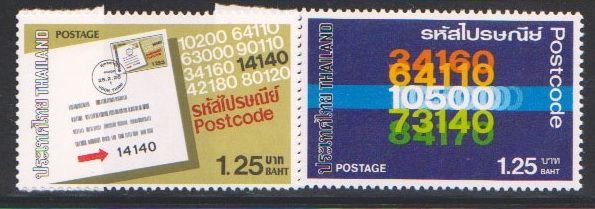 ประเทศไทย THAILAND
POSTAGE
10200 64110
63000 90110
34160 14140
42180 80120
รหัสไปรษณีย์
Postcode
14140
1.25 บาท
BAHT
ประเทศไทย THAILAND
รหัสไปรษณีย์
Postcode
34160
64110
10500
73140
84170
POSTAGE
1.25 บาท
BAHT